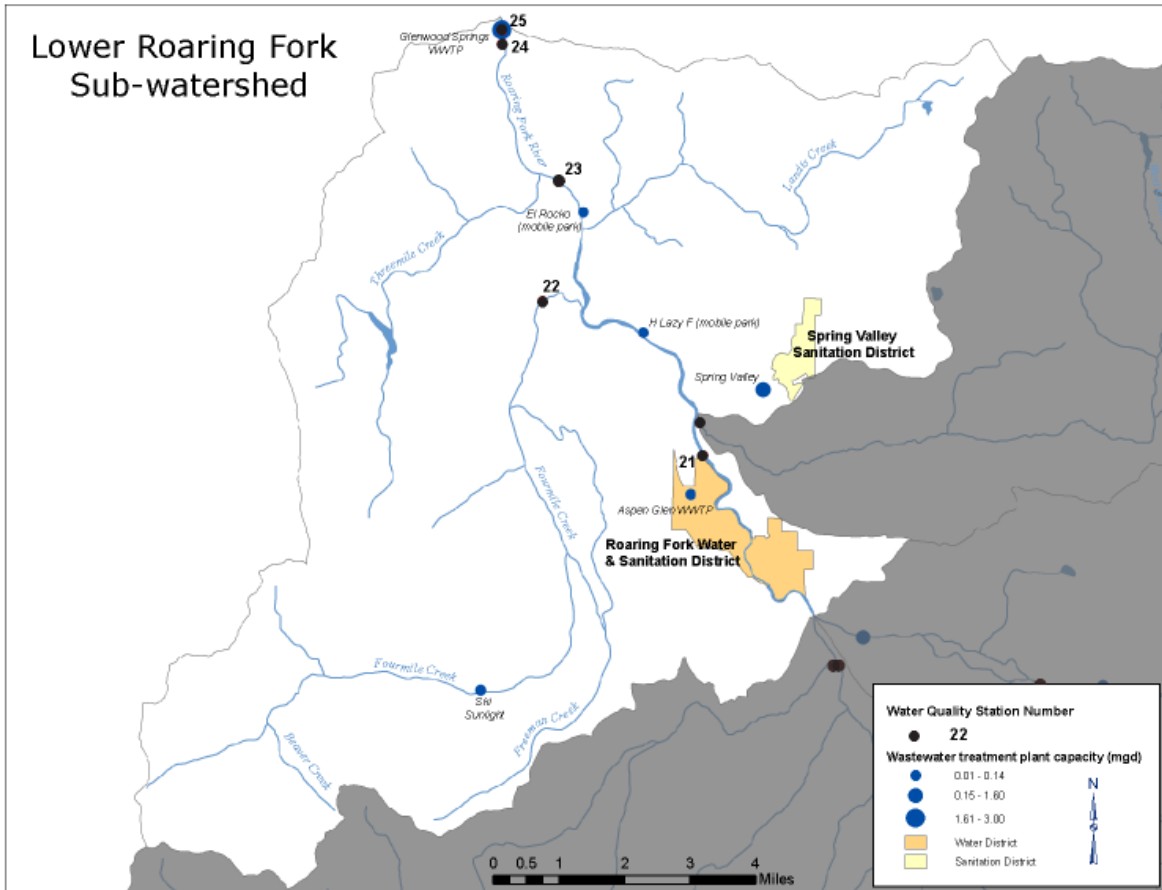 Lower Roaring Fork
Sub-watershed
25
Glenwood Springs
WWTP
24
Roaring Fork River
23
El Rocko
(mobile park)
Landis Creek
Threemile Creek
22
H Lazy F (mobile park)
Spring Valley
Sanitation District
Spring Valley
21
Aspen Glen WWTP
Fourmile Creek
Roaring Fork Water
& Sanitation District
Fourmile Creek
Ski
Sunlight
Freeman Creek
Beaver Creek
Water Quality Station Number
22
Wastewater treatment plant capacity (mgd)
0.01 - 0.14
0.15 - 1.60
1.61 - 3.00
Water District
Sanitation District
N
0 0.5 1 2 3 4
Miles